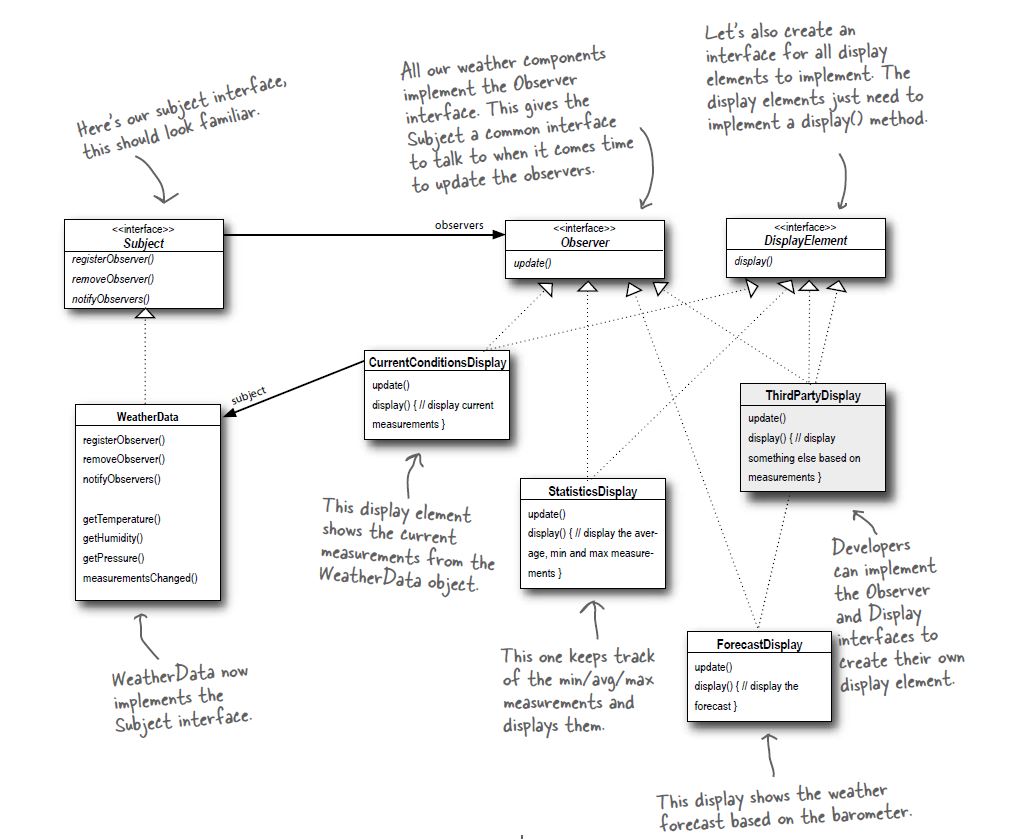 Here's our subject interface,
this should look familiar.
All our weather components
implement the Observer
interface. This gives the
Subject a common interface
to talk to when it comes time
to update the observers.
Let's also create an
interface for all display
elements to implement. The
display elements just need to
implement a display() method.
<<interface>>
Subject
registerObserver()
removeObserver()
notifyObservers()
observers
<<interface>>
Observer
update()
<<interface>>
DisplayElement
display()
subject
WeatherData
registerObserver()
removeObserver()
notifyObservers()
getTemperature()
getHumidity()
getPressure()
measurementsChanged()
WeatherData now
implements the
Subject interface.
CurrentConditionsDisplay
update()
display() { // display current
measurements }
This display element
shows the current
measurements from the
WeatherData object.
StatisticsDisplay
update()
display() { // display the aver-
age, min and max measure-
ments }
This one keeps track
of the min/avg/max
measurements and
displays them.
ThirdPartyDisplay
update()
display() { // display
something else based on
measurements }
Developers
can implement
the Observer
and Display
interfaces to
create their own
display element.
ForecastDisplay
update()
display() { // display the
forecast }
This display shows the weather
forecast based on the barometer.